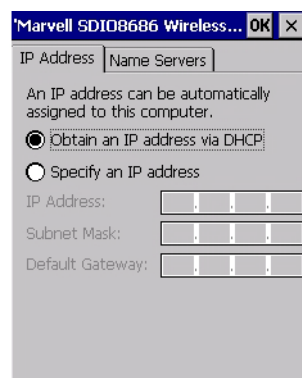 'Marvell SDIO8686 Wireless... OK ×
IP Address Name Servers
An IP address can be automatically
assigned to this computer.
Obtain an IP address via DHCP
Specify an IP address
IP Address:
Subnet Mask:
Default Gateway: